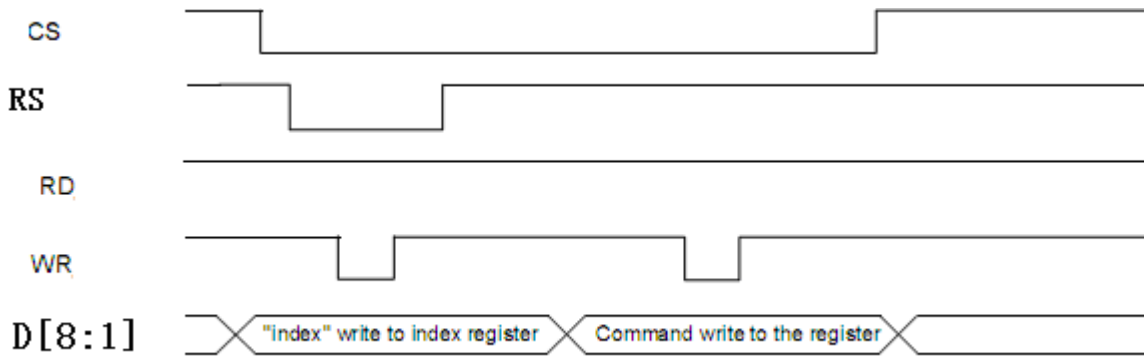 CS
RS
RD
WR
D[8:1] "index" write to index register Command write to the register